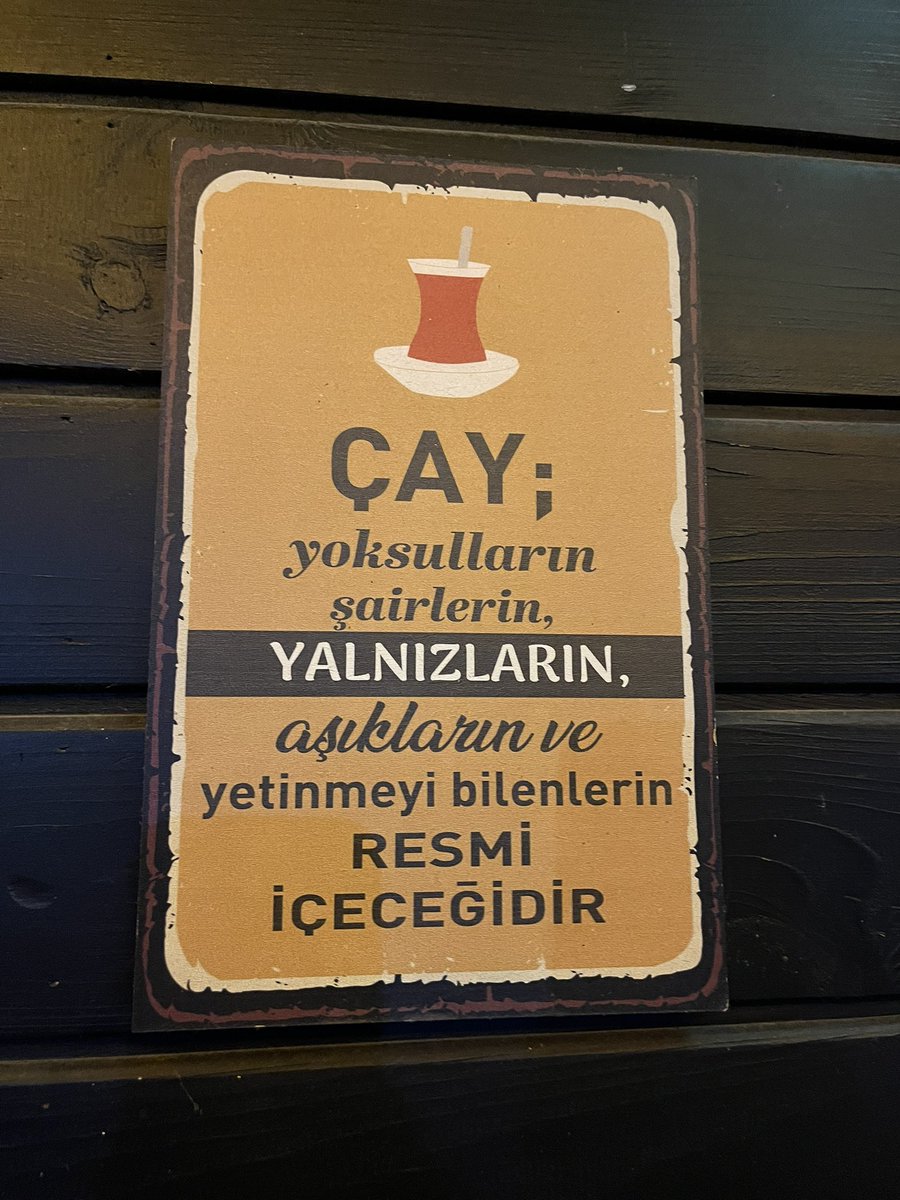 ÇAY;
yoksulların
şairlerin,
YALNIZLARIN,
aşıkların ve
yetinmeyi bilenlerin
RESMİ
İÇECEĞİDİR